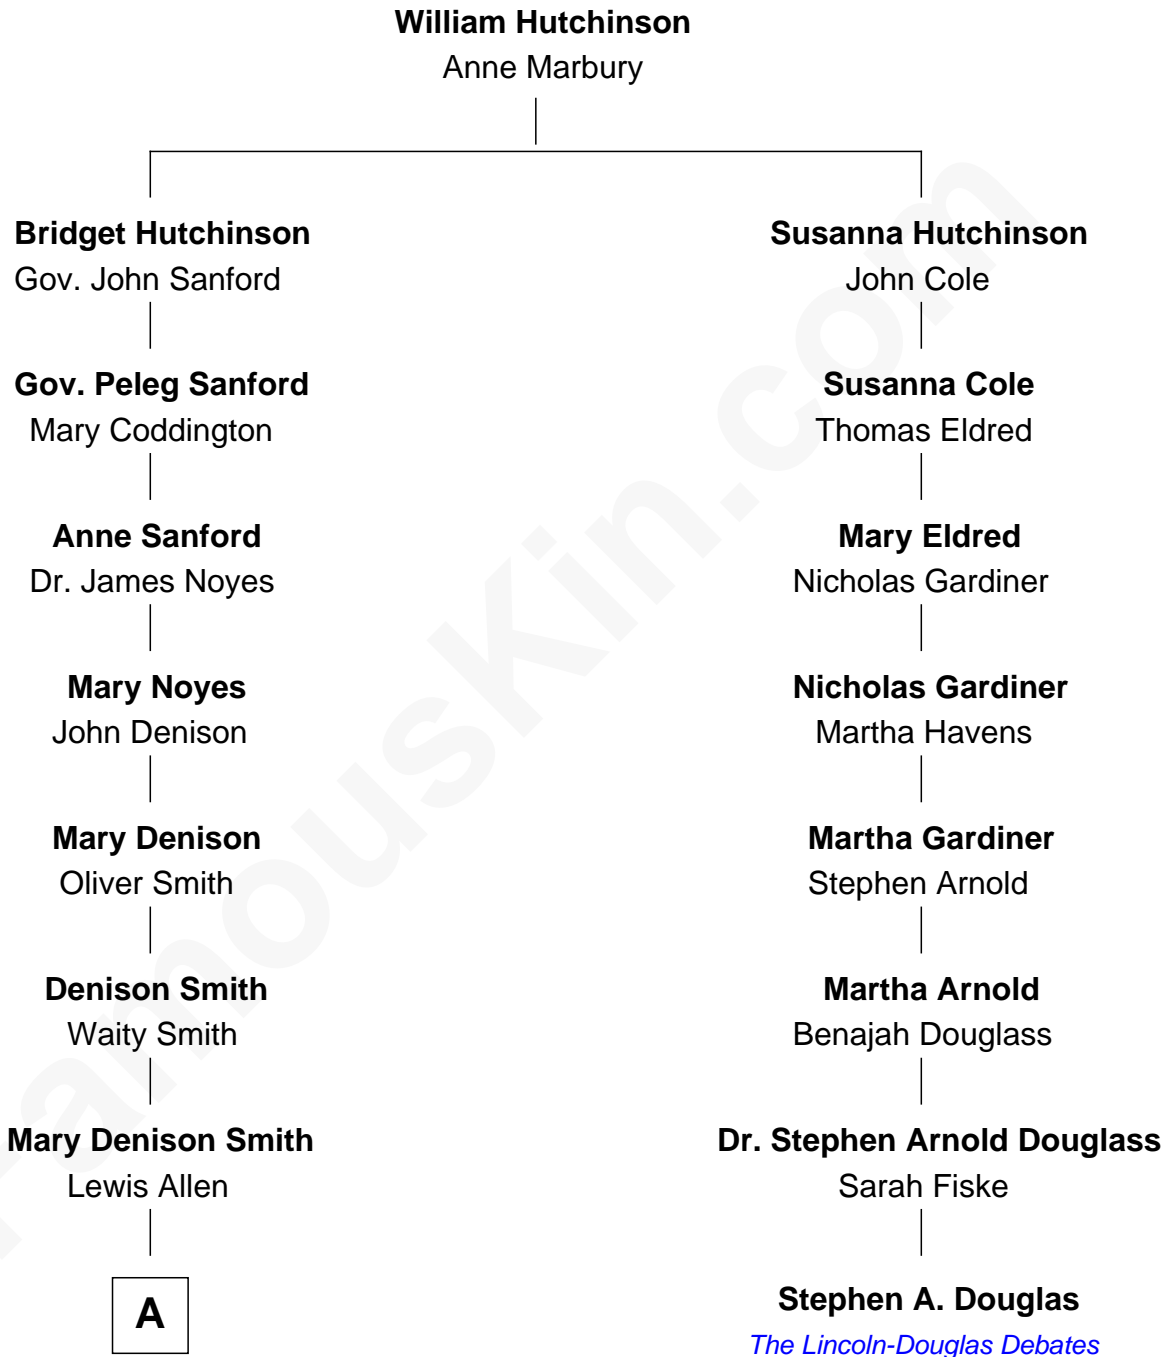 William Hutchinson
Anne Marbury
Bridget Hutchinson
Gov. John Sanford
Susanna Hutchinson
John Cole
Gov. Peleg Sanford
Mary Coddington
Susanna Cole
Thomas Eldred
Anne Sanford
Dr. James Noyes
Mary Eldred
Nicholas Gardiner
Mary Noyes
John Denison
Nicholas Gardiner
Martha Havens
Mary Denison
Oliver Smith
Martha Gardiner
Stephen Arnold
Denison Smith
Waity Smith
Martha Arnold
Benajah Douglass
Mary Denison Smith
Lewis Allen
Dr. Stephen Arnold Douglass
Sarah Fiske
A
Stephen A. Douglas
The Lincoln-Douglas Debates
FamousKin.com